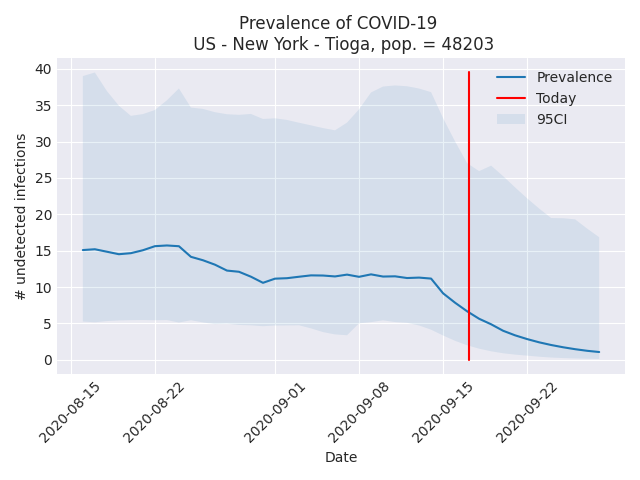 Prevalence of COVID-19
US - New York - Tioga, pop. = 48203
# undetected infections
40
35
30
25
20
15
10
5
0
Prevalence
Today
95CI
2020-08-15
2020-08-22
2020-09-01
2020-09-08
2020-09-15
2020-09-22
Date